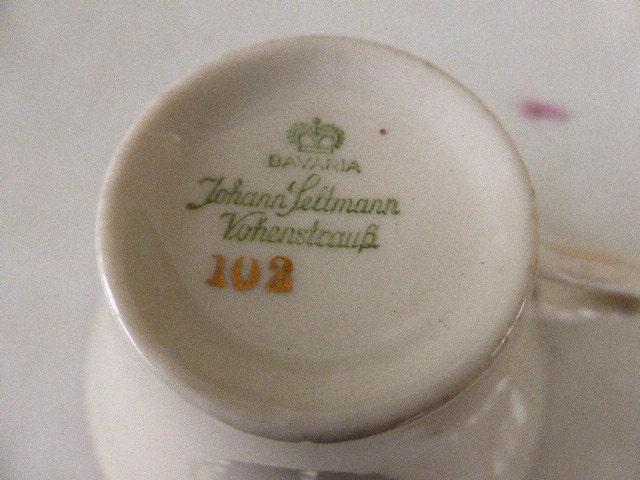 BAVARIA
Johann Seltmann
Vohenstrauß
102